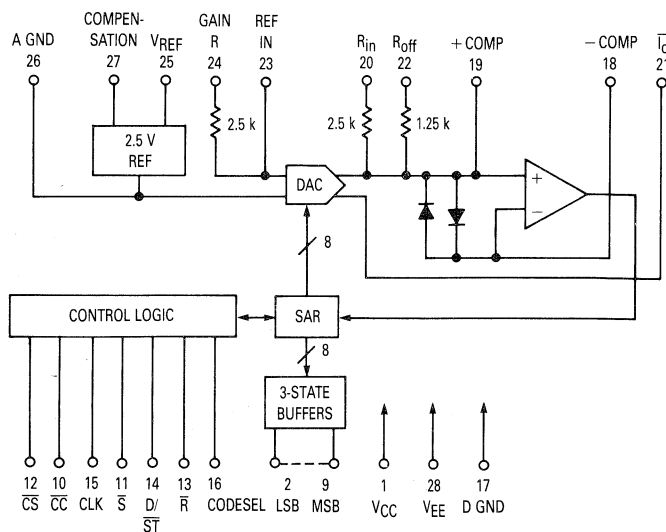 COMPEN-
SATION
27
A GND
26
VREF
25
GAIN
R
24
REF
IN
23
Rin
20
Roff
22
+COMP
19
−COMP
18
21
2.5 k
2.5 k
1.25 k
2.5 V
REF
DAC
+
−
8
CONTROL LOGIC
SAR
8
3-STATE
BUFFERS
12
CS
10
CC
15
CLK
11
S
14
D/
ST
13
R
16
CODESEL
2
LSB
9
MSB
1
VCC
28
VEE
17
D GND